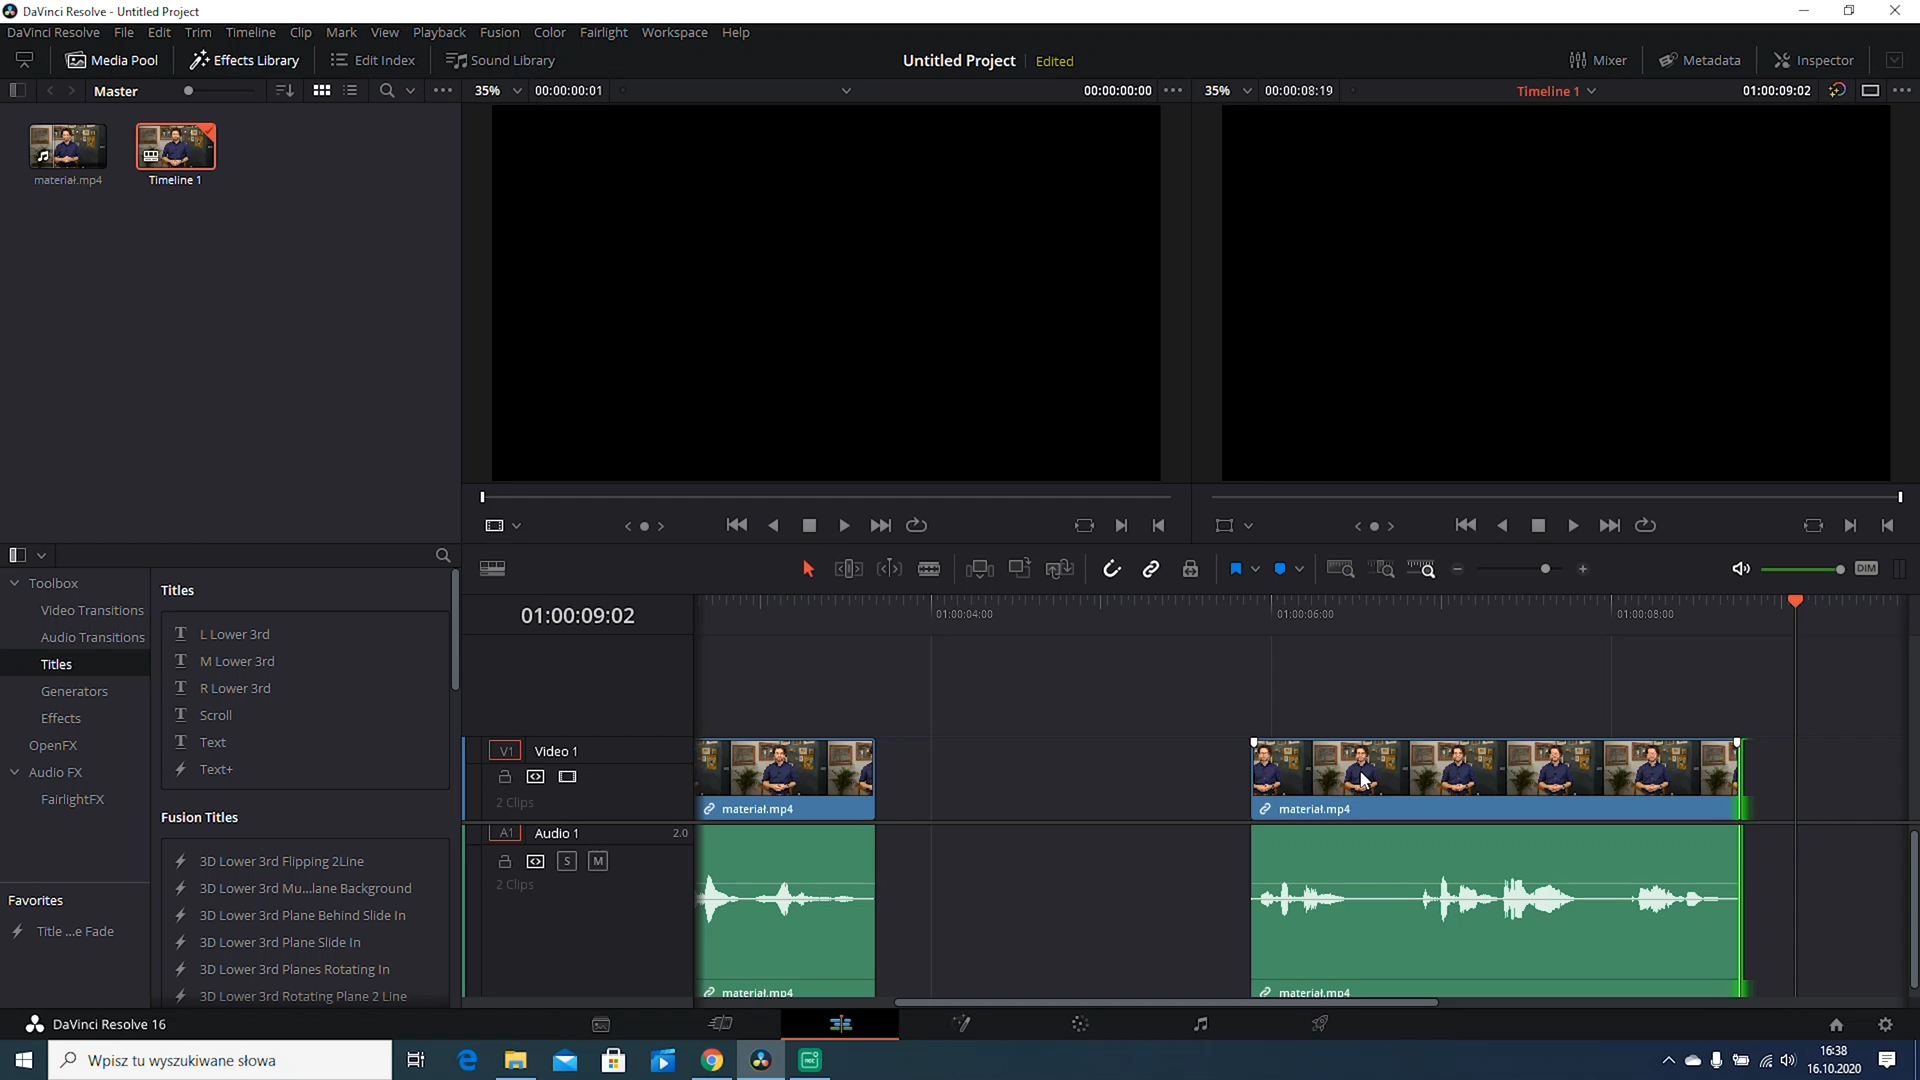 DaVinci Resolve - Untitled Project
DaVinci Resolve File Edit Trim Timeline Clip Mark View Playback Fusion Color Fairlight Workspace Help
Media Pool Effects Library Edit Index Sound Library Untitled Project Edited Mixer Metadata Inspector
Master 35% 00:00:00:01 00:00:00:00 35% 00:00:08:19 Timeline 1 01:00:09:02
materiał.mp4 Timeline 1
DIM
Toolbox
Video Transitions
Audio Transitions
Titles
Generators
Effects
OpenFX
Audio FX
FairlightFX
Favorites
Title ...e Fade
Titles
L Lower 3rd
M Lower 3rd
R Lower 3rd
Scroll
Text
Text+
Fusion Titles
3D Lower 3rd Flipping 2Line
3D Lower 3rd Mu...lane Background
3D Lower 3rd Plane Behind Slide In
3D Lower 3rd Plane Slide In
3D Lower 3rd Planes Rotating In
3D Lower 3rd Rotating Plane 2 Line
01:00:09:02 01:00:04:00 01:00:06:00 01:00:08:00
V1 Video 1
2 Clips
materiał.mp4 materiał.mp4
A1 Audio 1 2.0
S M
2 Clips
materiał.mp4 materiał.mp4
DaVinci Resolve 16
Wpisz tu wyszukiwane słowa
REC
16:38
16.10.2020